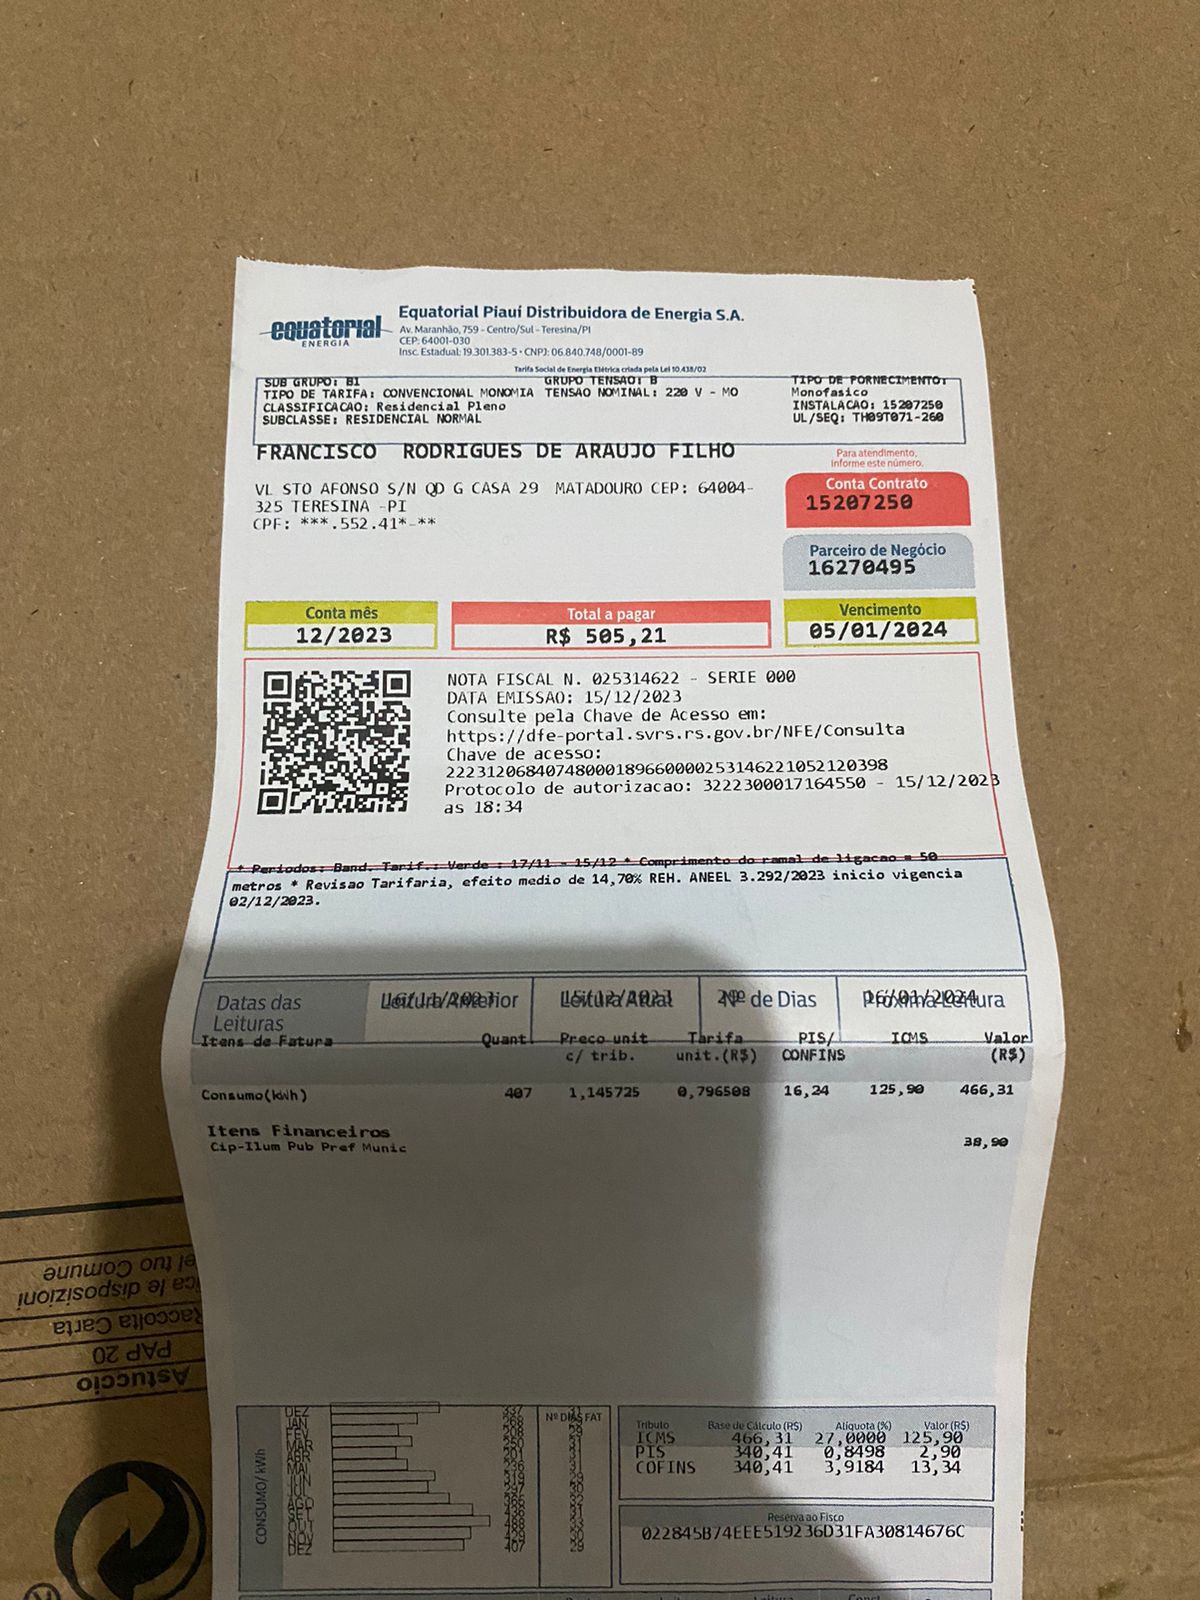 equatorial
ENERGIA
Equatorial Piauí Distribuidora de Energia S.A.
Av. Maranhão, 759 - Centro/Sul - Teresina/PI
CEP: 64001-030
Insc. Estadual: 19.301.383-5 • CNPJ: 06.840.748/0001-89
Tarifa Social de Energia Elétrica criada pela Lei 10.438/02
SUB GRUPO: B1 GRUPO TENSAO: B TIPO DE FORNECIMENTO:
TIPO DE TARIFA: CONVENCIONAL MONOMIA TENSAO NOMINAL: 220 V - MO Monofasico
CLASSIFICACAO: Residencial Pleno INSTALACAO: 15207250
SUBCLASSE: RESIDENCIAL NORMAL UL/SEQ: TH09T071-260
FRANCISCO RODRIGUES DE ARAUJO FILHO
VL STO AFONSO S/N QD G CASA 29 MATADOURO CEP: 64004-
325 TERESINA -PI
CPF: ***.552.41*-**
Para atendimento,
informe este número.
Conta Contrato
15207250
Parceiro de Negócio
16270495
Conta mês
12/2023
Total a pagar
R$ 505,21
Vencimento
05/01/2024
NOTA FISCAL N. 025314622 - SERIE 000
DATA EMISSAO: 15/12/2023
Consulte pela Chave de Acesso em:
https://dfe-portal.svrs.rs.gov.br/NFE/Consulta
Chave de acesso:
22231206840748000189660000253146221052120398
Protocolo de autorizacao: 3222300017164550 - 15/12/2023
as 18:34
* Periodos: Band. Tarif.: Verde : 17/11 - 15/12 * Comprimento do ramal de ligacao = 50
metros * Revisao Tarifaria, efeito medio de 14,70% REH. ANEEL 3.292/2023 inicio vigencia
02/12/2023.
Datas das
Leituras
Leitura Anterior 16/11/2023
Leitura Atual 15/12/2023
Nº de Dias 29
Próxima Leitura 16/01/2024
Itens de Fatura Quant Preco unit Tarifa PIS/ ICMS Valor
c/ trib. unit.(R$) CONFINS (R$)
Consumo(kWh) 407 1,145725 0,796508 16,24 125,90 466,31
Itens Financeiros
Cip-Ilum Pub Pref Munic 38,90
CONSUMO/kWh
Nº DIAS FAT
DEZ 337 31
JAN 268
FEV 208 29
MAR 250 31
ABR
MAI 236 31
JUN 319 29
JUL 297 30
AGO 366 32
SET 436 31
OUT 488 33
NOV
DEZ 407 29
Tributo Base de Cálculo (R$) Alíquota (%) Valor (R$)
ICMS 466,31 27,0000 125,90
PIS 340,41 0,8498 2,90
COFINS 340,41 3,9184 13,34
Reserva ao Fisco
022845B74EEE519236D31FA30814676C
el tuo Comune
ica le disposizioni
Raccolta Carta
PAP 20
Astuccio